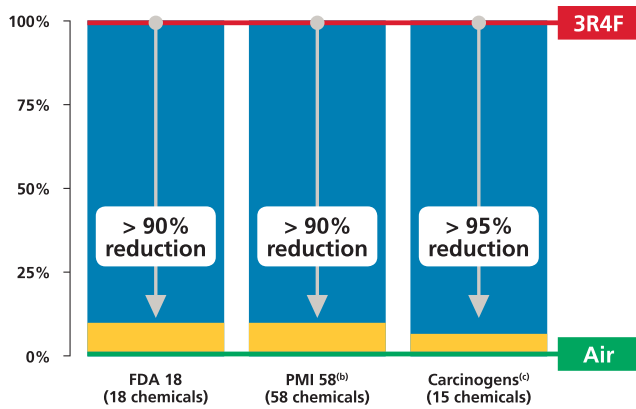 100%
3R4F
75%
50%
> 90%
reduction
> 90%
reduction
> 95%
reduction
25%
0%
Air
FDA 18
(18 chemicals)
PMI 58(b)
(58 chemicals)
Carcinogens(c)
(15 chemicals)